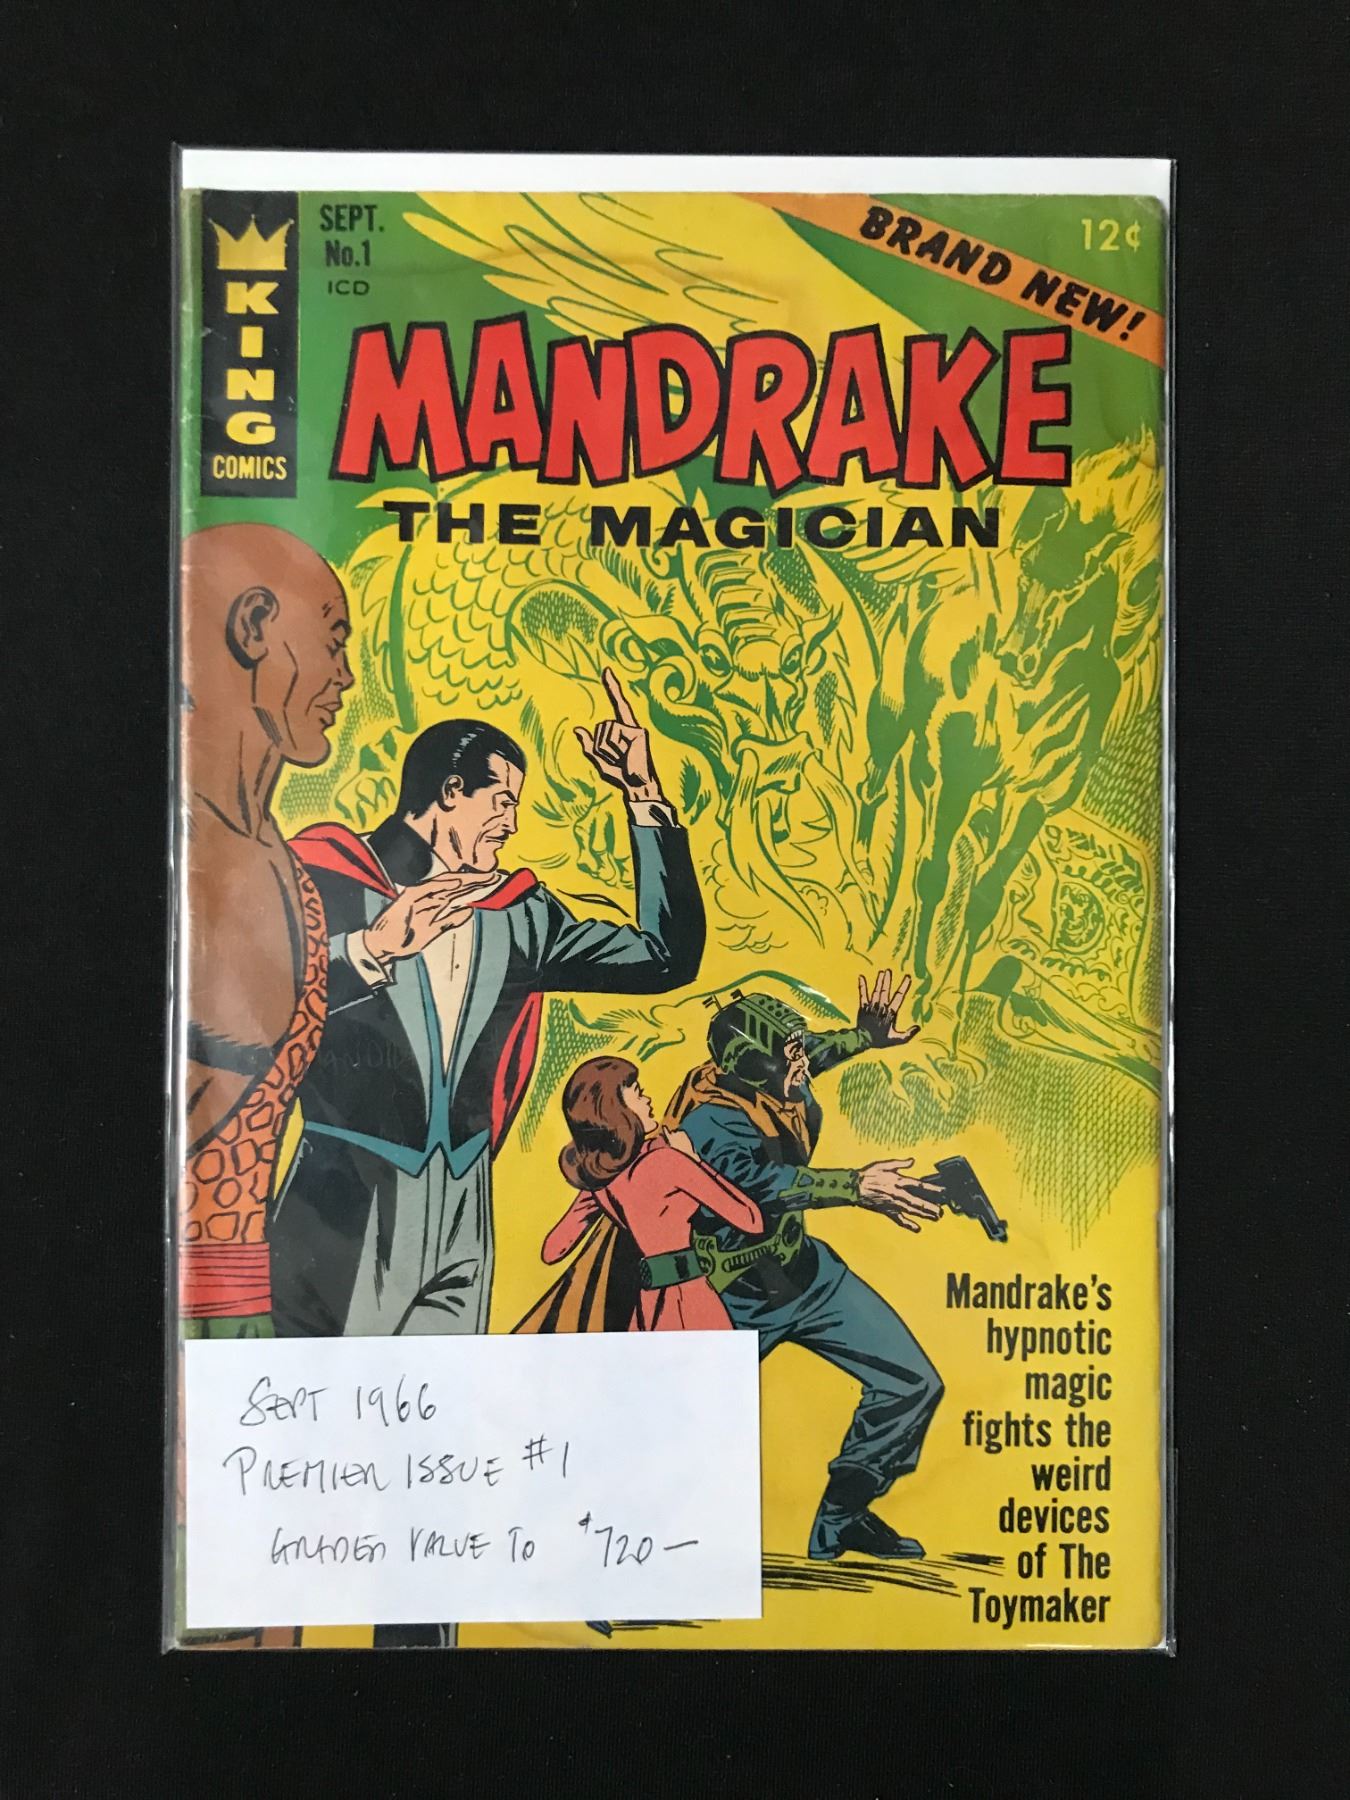 KING
COMICS
SEPT.
No.1
ICD
BRAND NEW!
12¢
MANDRAKE
THE MAGICIAN
Mandrake's
hypnotic
magic
fights the
weird
devices
of The
Toymaker
SEPT 1966
PREMIER ISSUE #1
GRADED VALUE TO $720—